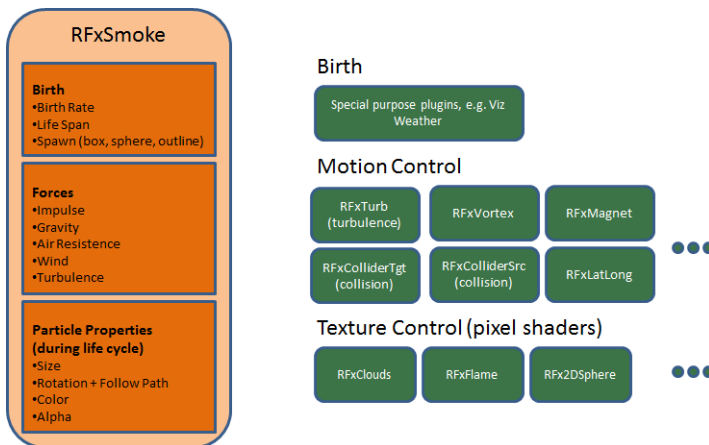 RFxSmoke
Birth
•Birth Rate
•Life Span
•Spawn (box, sphere, outline)
Forces
•Impulse
•Gravity
•Air Resistence
•Wind
•Turbulence
Particle Properties
(during life cycle)
•Size
•Rotation + Follow Path
•Color
•Alpha
Birth
Special purpose plugins, e.g. Viz
Weather
Motion Control
RFxTurb
(turbulence)
RFxVortex
RFxMagnet
RFxColliderTgt
(collision)
RFxColliderSrc
(collision)
RFxLatLong
Texture Control (pixel shaders)
RFxClouds
RFxFlame
RFx2DSphere